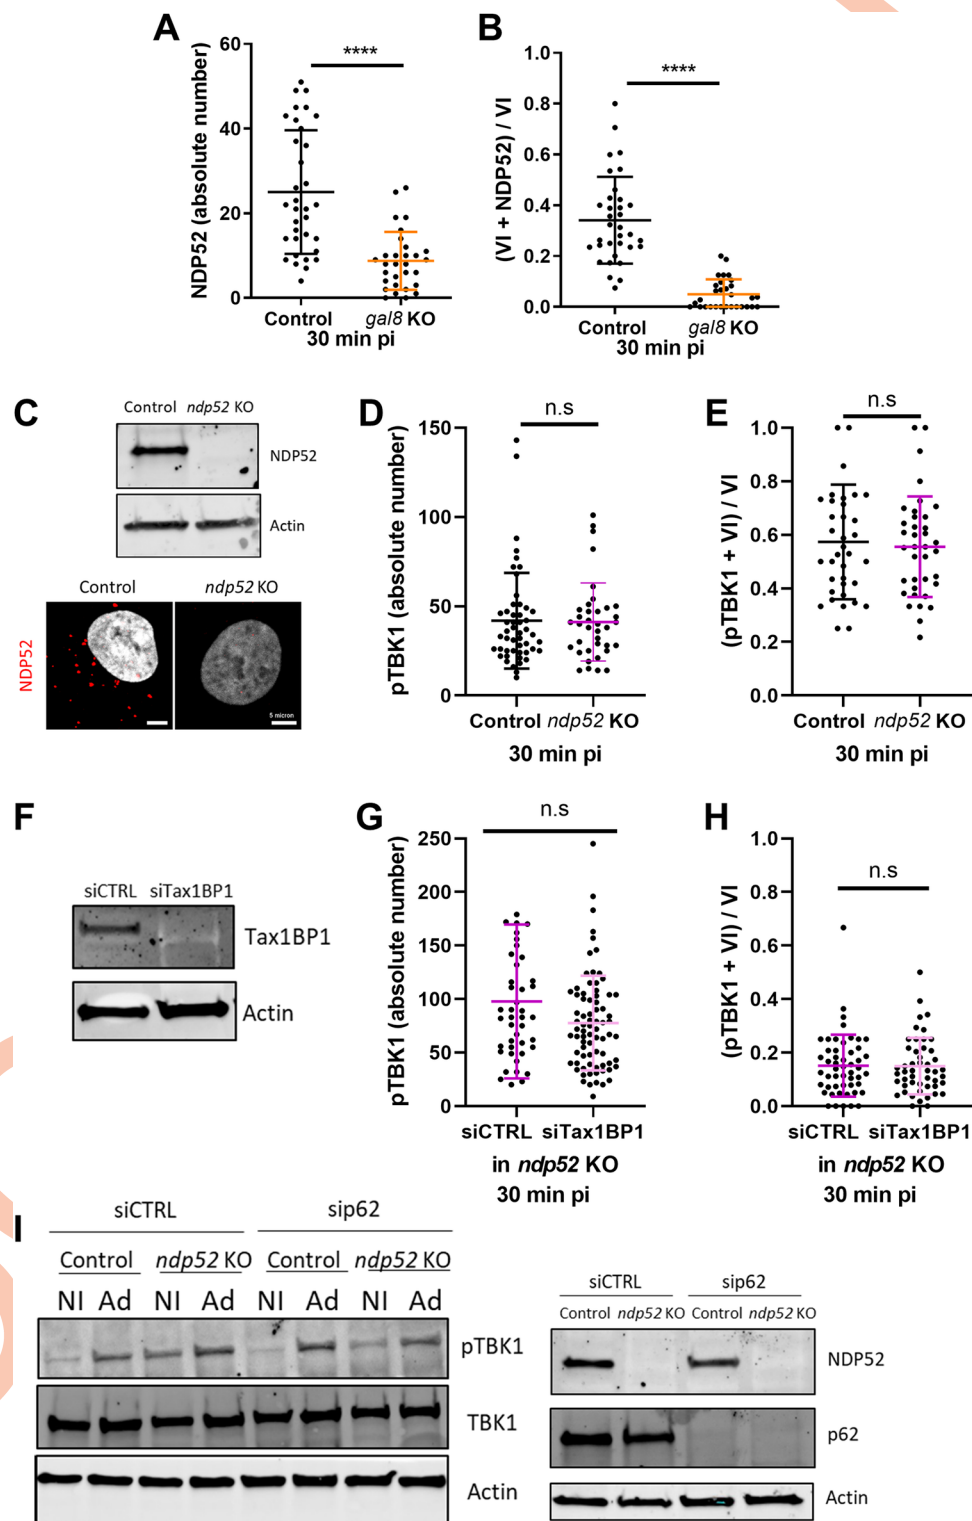 A
NDP52 (absolute number)
60
40
20
0
****
Control
gal8 KO
30 min pi
B
(VI + NDP52) / VI
1.0
0.8
0.6
0.4
0.2
0.0
****
Control
gal8 KO
30 min pi
C
Control ndp52 KO
NDP52
Actin
Control
ndp52 KO
NDP52
5 micron
D
pTBK1 (absolute number)
150
100
50
0
n.s
Control ndp52 KO
30 min pi
E
(pTBK1 + VI) / VI
1.0
0.8
0.6
0.4
0.2
0.0
n.s
Control ndp52 KO
30 min pi
F
siCTRL siTax1BP1
Tax1BP1
Actin
G
pTBK1 (absolute number)
250
200
150
100
50
0
n.s
siCTRL siTax1BP1
in ndp52 KO
30 min pi
H
(pTBK1 + VI) / VI
1.0
0.8
0.6
0.4
0.2
0.0
n.s
siCTRL siTax1BP1
in ndp52 KO
30 min pi
I
siCTRL
sip62
Control ndp52 KO Control ndp52 KO
NI Ad NI Ad NI Ad NI Ad
pTBK1
TBK1
Actin
siCTRL
sip62
Control ndp52 KO Control ndp52 KO
NDP52
p62
Actin